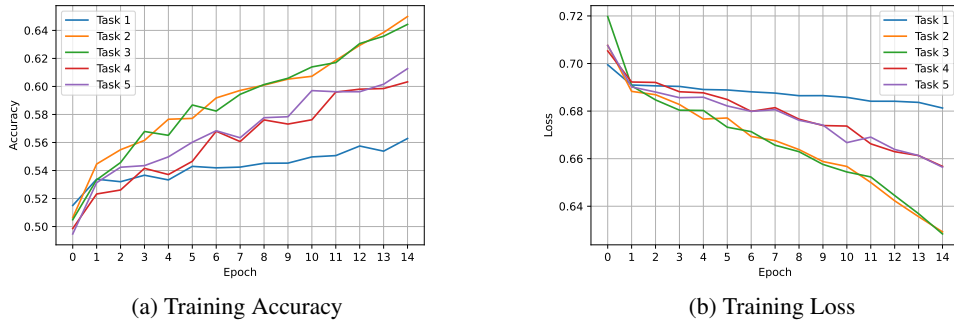 0.64
0.62
0.60
0.58
0.56
0.54
0.52
0.50
Accuracy
Task 1
Task 2
Task 3
Task 4
Task 5
0 1 2 3 4 5 6 7 8 9 10 11 12 13 14
Epoch
(a) Training Accuracy
0.72
0.70
0.68
0.66
0.64
Loss
Task 1
Task 2
Task 3
Task 4
Task 5
0 1 2 3 4 5 6 7 8 9 10 11 12 13 14
Epoch
(b) Training Loss